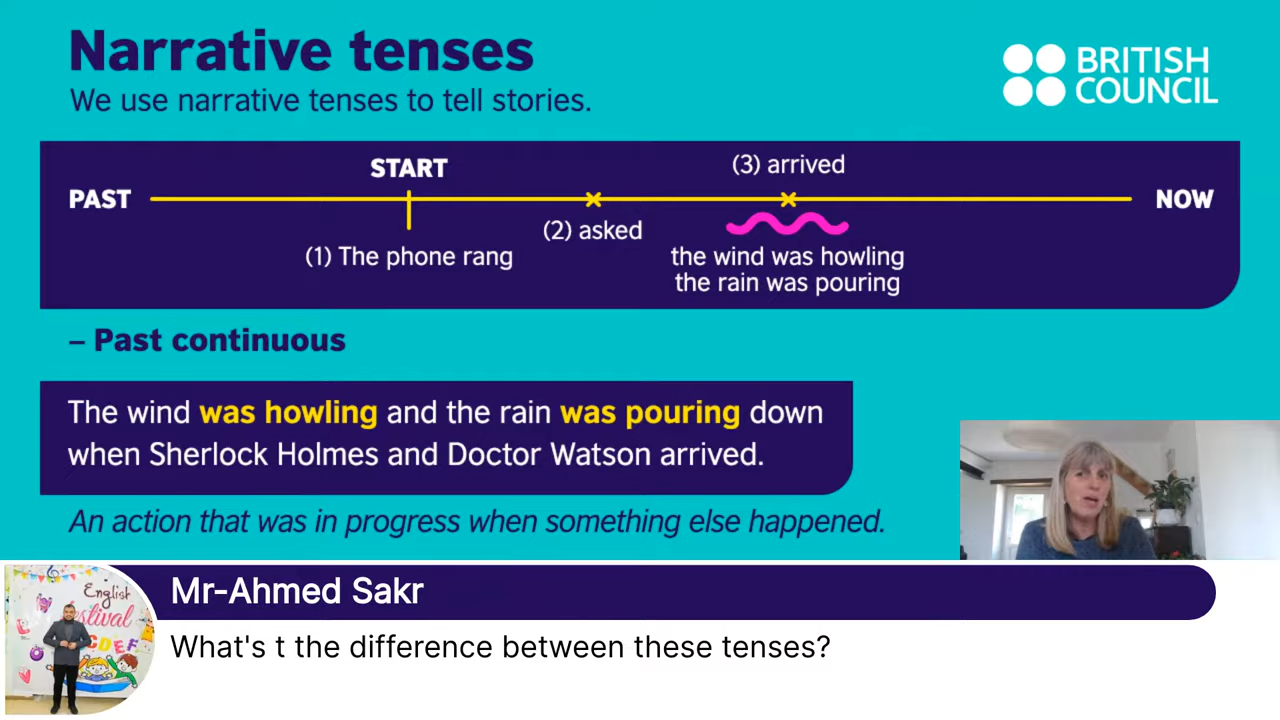 Narrative tenses
We use narrative tenses to tell stories.
BRITISH
COUNCIL
START
(3) arrived
PAST
NOW
(2) asked
(1) The phone rang
the wind was howling
the rain was pouring
– Past continuous
The wind was howling and the rain was pouring down
when Sherlock Holmes and Doctor Watson arrived.
An action that was in progress when something else happened.
Mr-Ahmed Sakr
English
estival
CDEF
What's t the difference between these tenses?